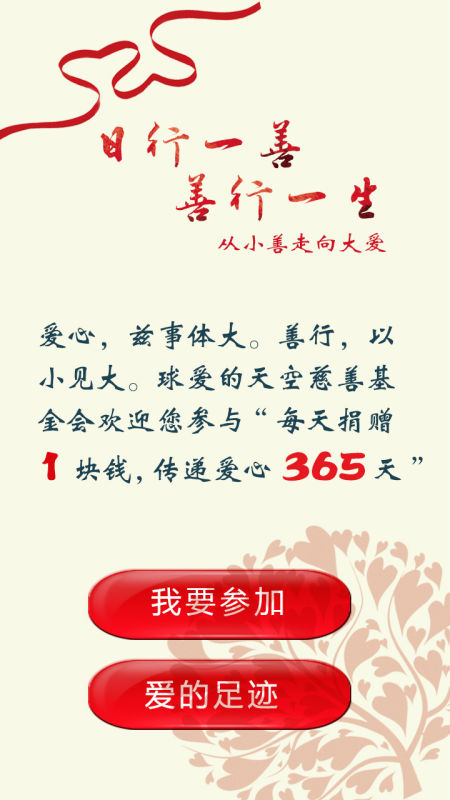 日行一善
善行一生
从小善走向大爱
爱心，兹事体大。善行，以
小见大。球爱的天空慈善基
金会欢迎您参与“每天捐赠
1 块钱，传递爱心 365 天”
我要参加
爱的足迹